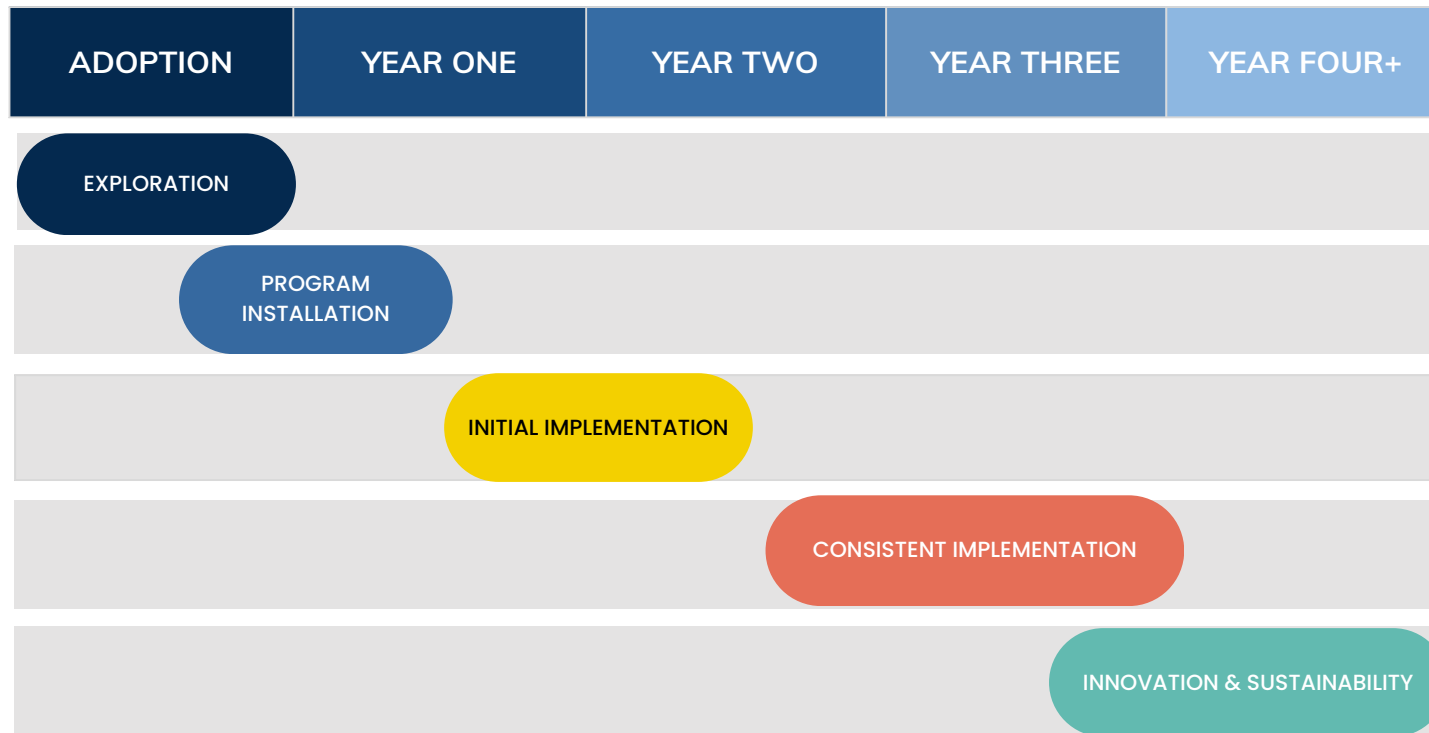 ADOPTION
YEAR ONE
YEAR TWO
YEAR THREE
YEAR FOUR+
EXPLORATION
PROGRAM
INSTALLATION
INITIAL IMPLEMENTATION
CONSISTENT IMPLEMENTATION
INNOVATION & SUSTAINABILITY